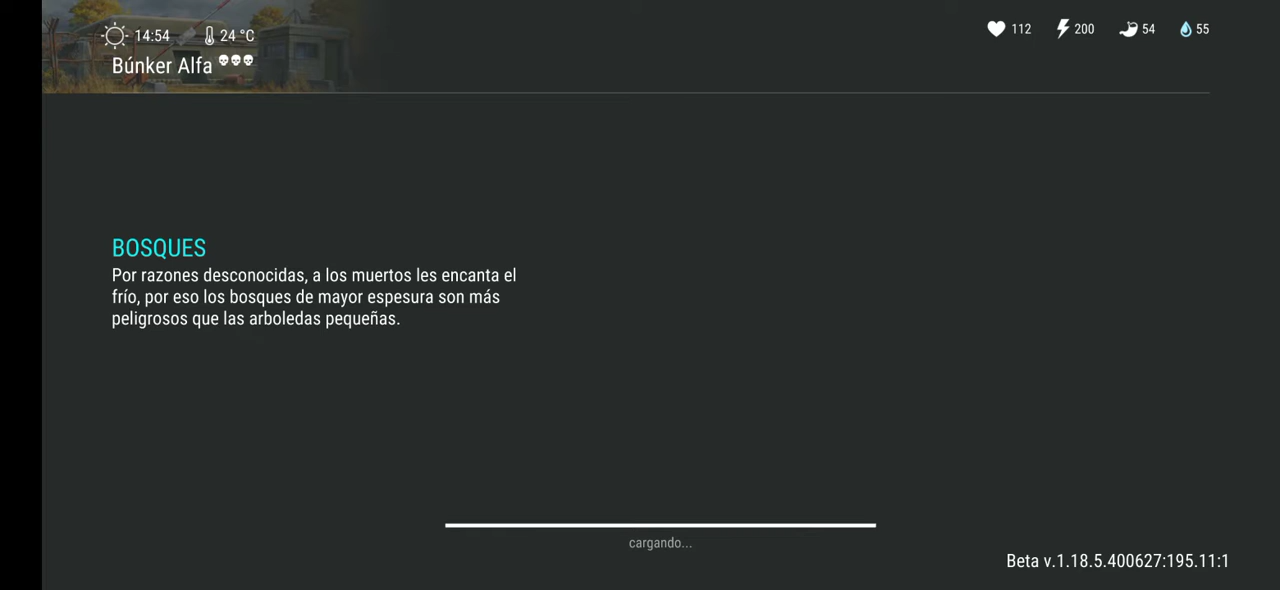 14:54 24 °C
112 200 54 55
Búnker Alfa
BOSQUES
Por razones desconocidas, a los muertos les encanta el
frío, por eso los bosques de mayor espesura son más
peligrosos que las arboledas pequeñas.
cargando...
Beta v.1.18.5.400627:195.11:1